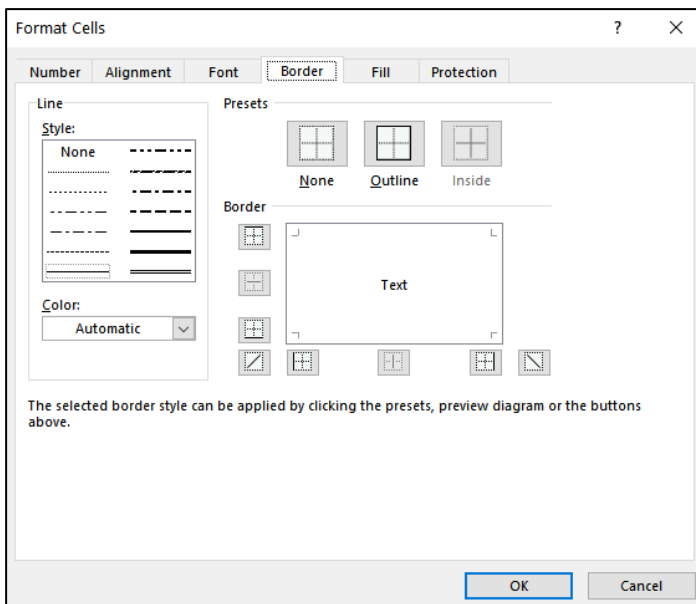 Format Cells ? ×
Number Alignment Font Border Fill Protection
Line
Style:
None
Color:
Automatic
Presets
None Outline Inside
Border
Text
The selected border style can be applied by clicking the presets, preview diagram or the buttons
above.
OK Cancel